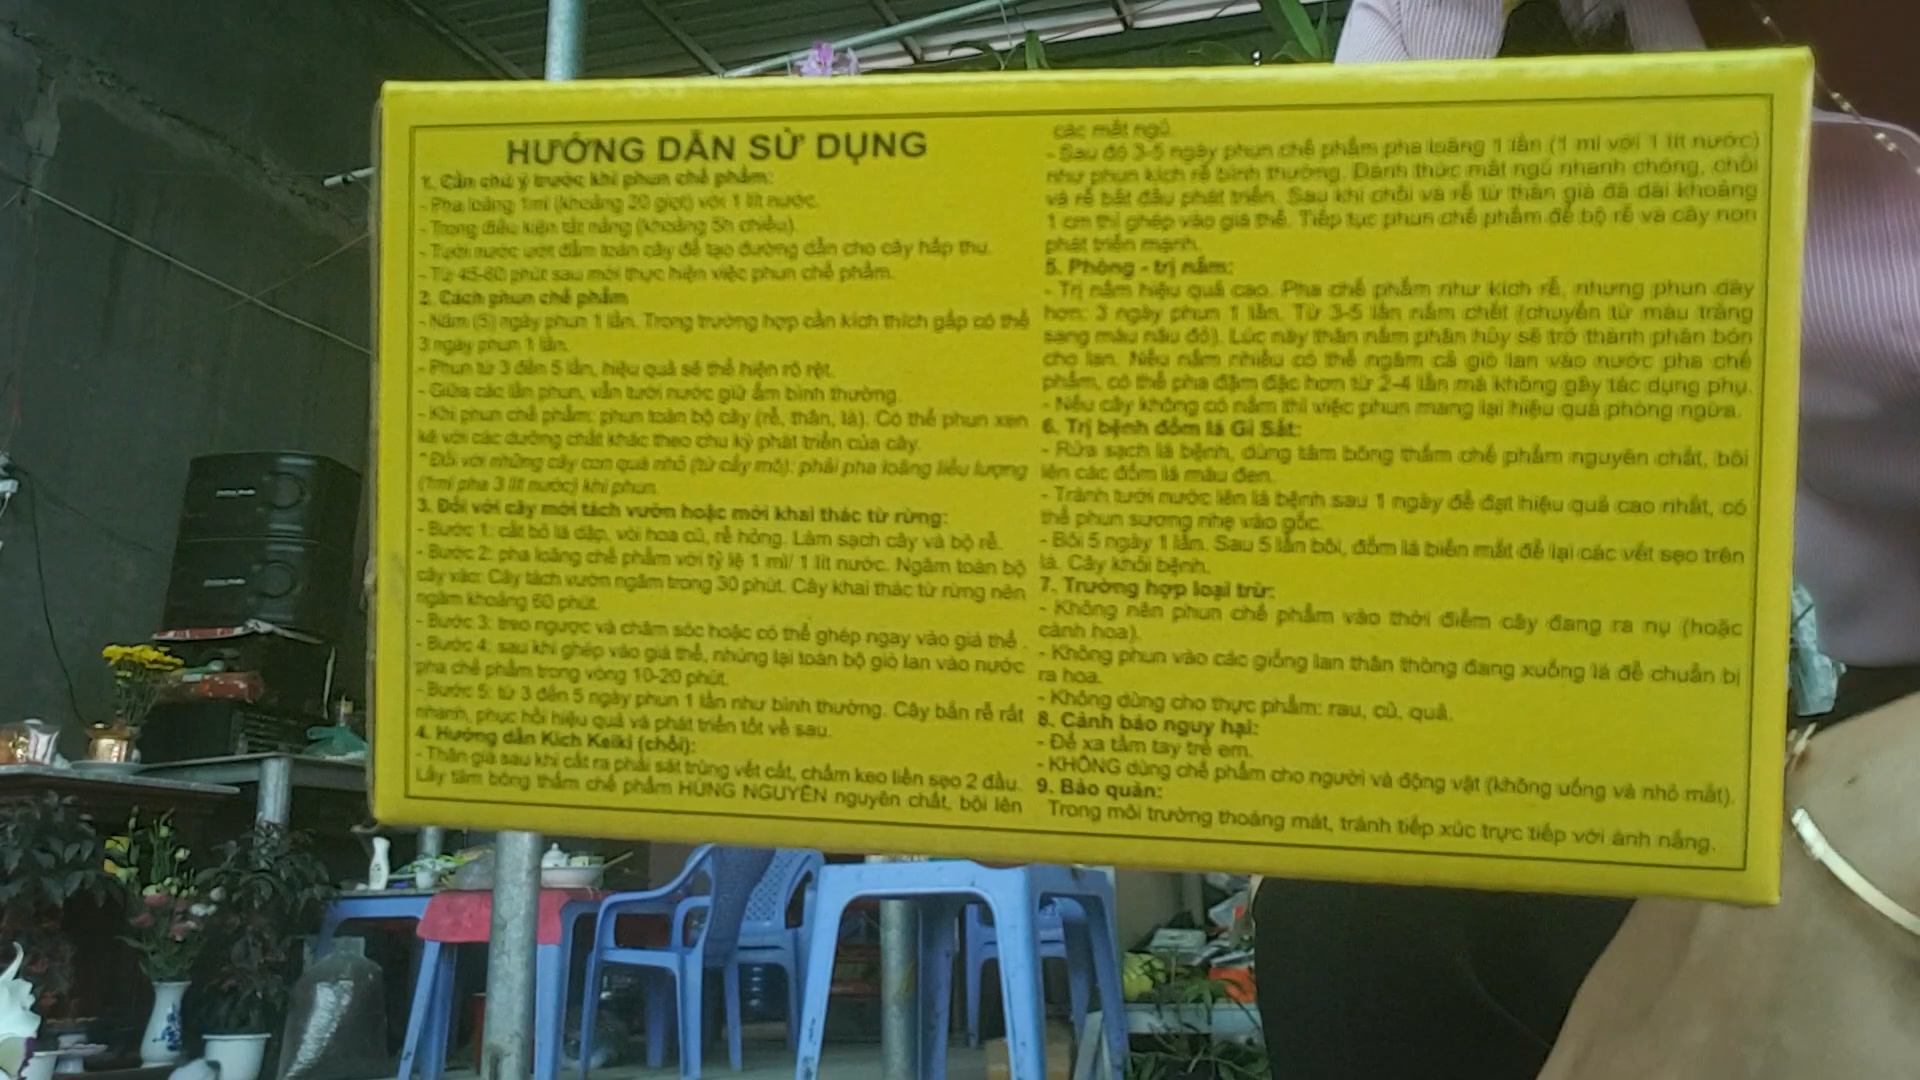 HƯỚNG DẪN SỬ DỤNG
1. Cần chú ý trước khi phun chế phẩm:
- Pha loãng 1ml (khoảng 20 giọt) với 1 lít nước.
- Trong điều kiện tắt nắng (khoảng 5h chiều).
- Tưới nước ướt đẫm toàn cây để tạo đường dẫn cho cây hấp thu.
- Từ 45-60 phút sau mới thực hiện việc phun chế phẩm.
2. Cách phun chế phẩm
- Năm (5) ngày phun 1 lần. Trong trường hợp cần kích thích gấp có thể
3 ngày phun 1 lần.
- Phun từ 3 đến 5 lần, hiệu quả sẽ thể hiện rõ rệt.
- Giữa các lần phun, vẫn tưới nước giữ ẩm bình thường.
- Khi phun chế phẩm: phun toàn bộ cây (rễ, thân, lá). Có thể phun xen
kẽ với các dưỡng chất khác theo chu kỳ phát triển của cây.
* Đối với những cây con quá nhỏ (từ cấy mô): phải pha loãng liều lượng
(1ml pha 3 lít nước) khi phun.
3. Đối với cây mới tách vườn hoặc mới khai thác từ rừng:
- Bước 1: cắt bỏ lá dập, vòi hoa cũ, rễ hỏng. Làm sạch cây và bộ rễ.
- Bước 2: pha loãng chế phẩm với tỷ lệ 1 ml/ 1 lít nước. Ngâm toàn bộ
cây vào: Cây tách vườn ngâm trong 30 phút. Cây khai thác từ rừng nên
ngâm khoảng 60 phút.
- Bước 3: treo ngược và chăm sóc hoặc có thể ghép ngay vào giá thể .
- Bước 4: sau khi ghép vào giá thể, nhúng lại toàn bộ giò lan vào nước
pha chế phẩm trong vòng 10-20 phút.
- Bước 5: từ 3 đến 5 ngày phun 1 lần như bình thường. Cây bắn rễ rất
nhanh, phục hồi hiệu quả và phát triển tốt về sau.
4. Hướng dẫn Kích Keiki (chồi):
- Thân già sau khi cắt ra phải sát trùng vết cắt, chấm keo liền sẹo 2 đầu.
Lấy tăm bông thấm chế phẩm HÙNG NGUYỄN nguyên chất, bôi lên
các mắt ngủ.
- Sau đó 3-5 ngày phun chế phẩm pha loãng 1 lần (1 ml với 1 lít nước)
như phun kích rễ bình thường. Đánh thức mắt ngủ nhanh chóng, chồi
và rễ bắt đầu phát triển. Sau khi chồi và rễ từ thân già đã dài khoảng
1 cm thì ghép vào giá thể. Tiếp tục phun chế phẩm để bộ rễ và cây non
phát triển mạnh.
5. Phòng - trị nấm:
- Trị nấm hiệu quả cao. Pha chế phẩm như kích rễ, nhưng phun dày
hơn: 3 ngày phun 1 lần. Từ 3-5 lần nấm chết (chuyển từ màu trắng
sang màu nâu đỏ). Lúc này thân nấm phân hủy sẽ trở thành phân bón
cho lan. Nếu nấm nhiều có thể ngâm cả giò lan vào nước pha chế
phẩm, có thể pha đậm đặc hơn từ 2-4 lần mà không gây tác dụng phụ.
- Nếu cây không có nấm thì việc phun mang lại hiệu quả phòng ngừa.
6. Trị bệnh đốm lá Gỉ Sắt:
- Rửa sạch lá bệnh, dùng tăm bông thấm chế phẩm nguyên chất, bôi
lên các đốm lá màu đen.
- Tránh tưới nước lên lá bệnh sau 1 ngày để đạt hiệu quả cao nhất, có
thể phun sương nhẹ vào gốc.
- Bôi 5 ngày 1 lần. Sau 5 lần bôi, đốm lá biến mất để lại các vết sẹo trên
lá. Cây khỏi bệnh.
7. Trường hợp loại trừ:
- Không nên phun chế phẩm vào thời điểm cây đang ra nụ (hoặc
cành hoa).
- Không phun vào các giống lan thân thòng đang xuống lá để chuẩn bị
ra hoa.
- Không dùng cho thực phẩm: rau, củ, quả.
8. Cảnh báo nguy hại:
- Để xa tầm tay trẻ em.
- KHÔNG dùng chế phẩm cho người và động vật (không uống và nhỏ mắt).
9. Bảo quản:
Trong môi trường thoáng mát, tránh tiếp xúc trực tiếp với ánh nắng.